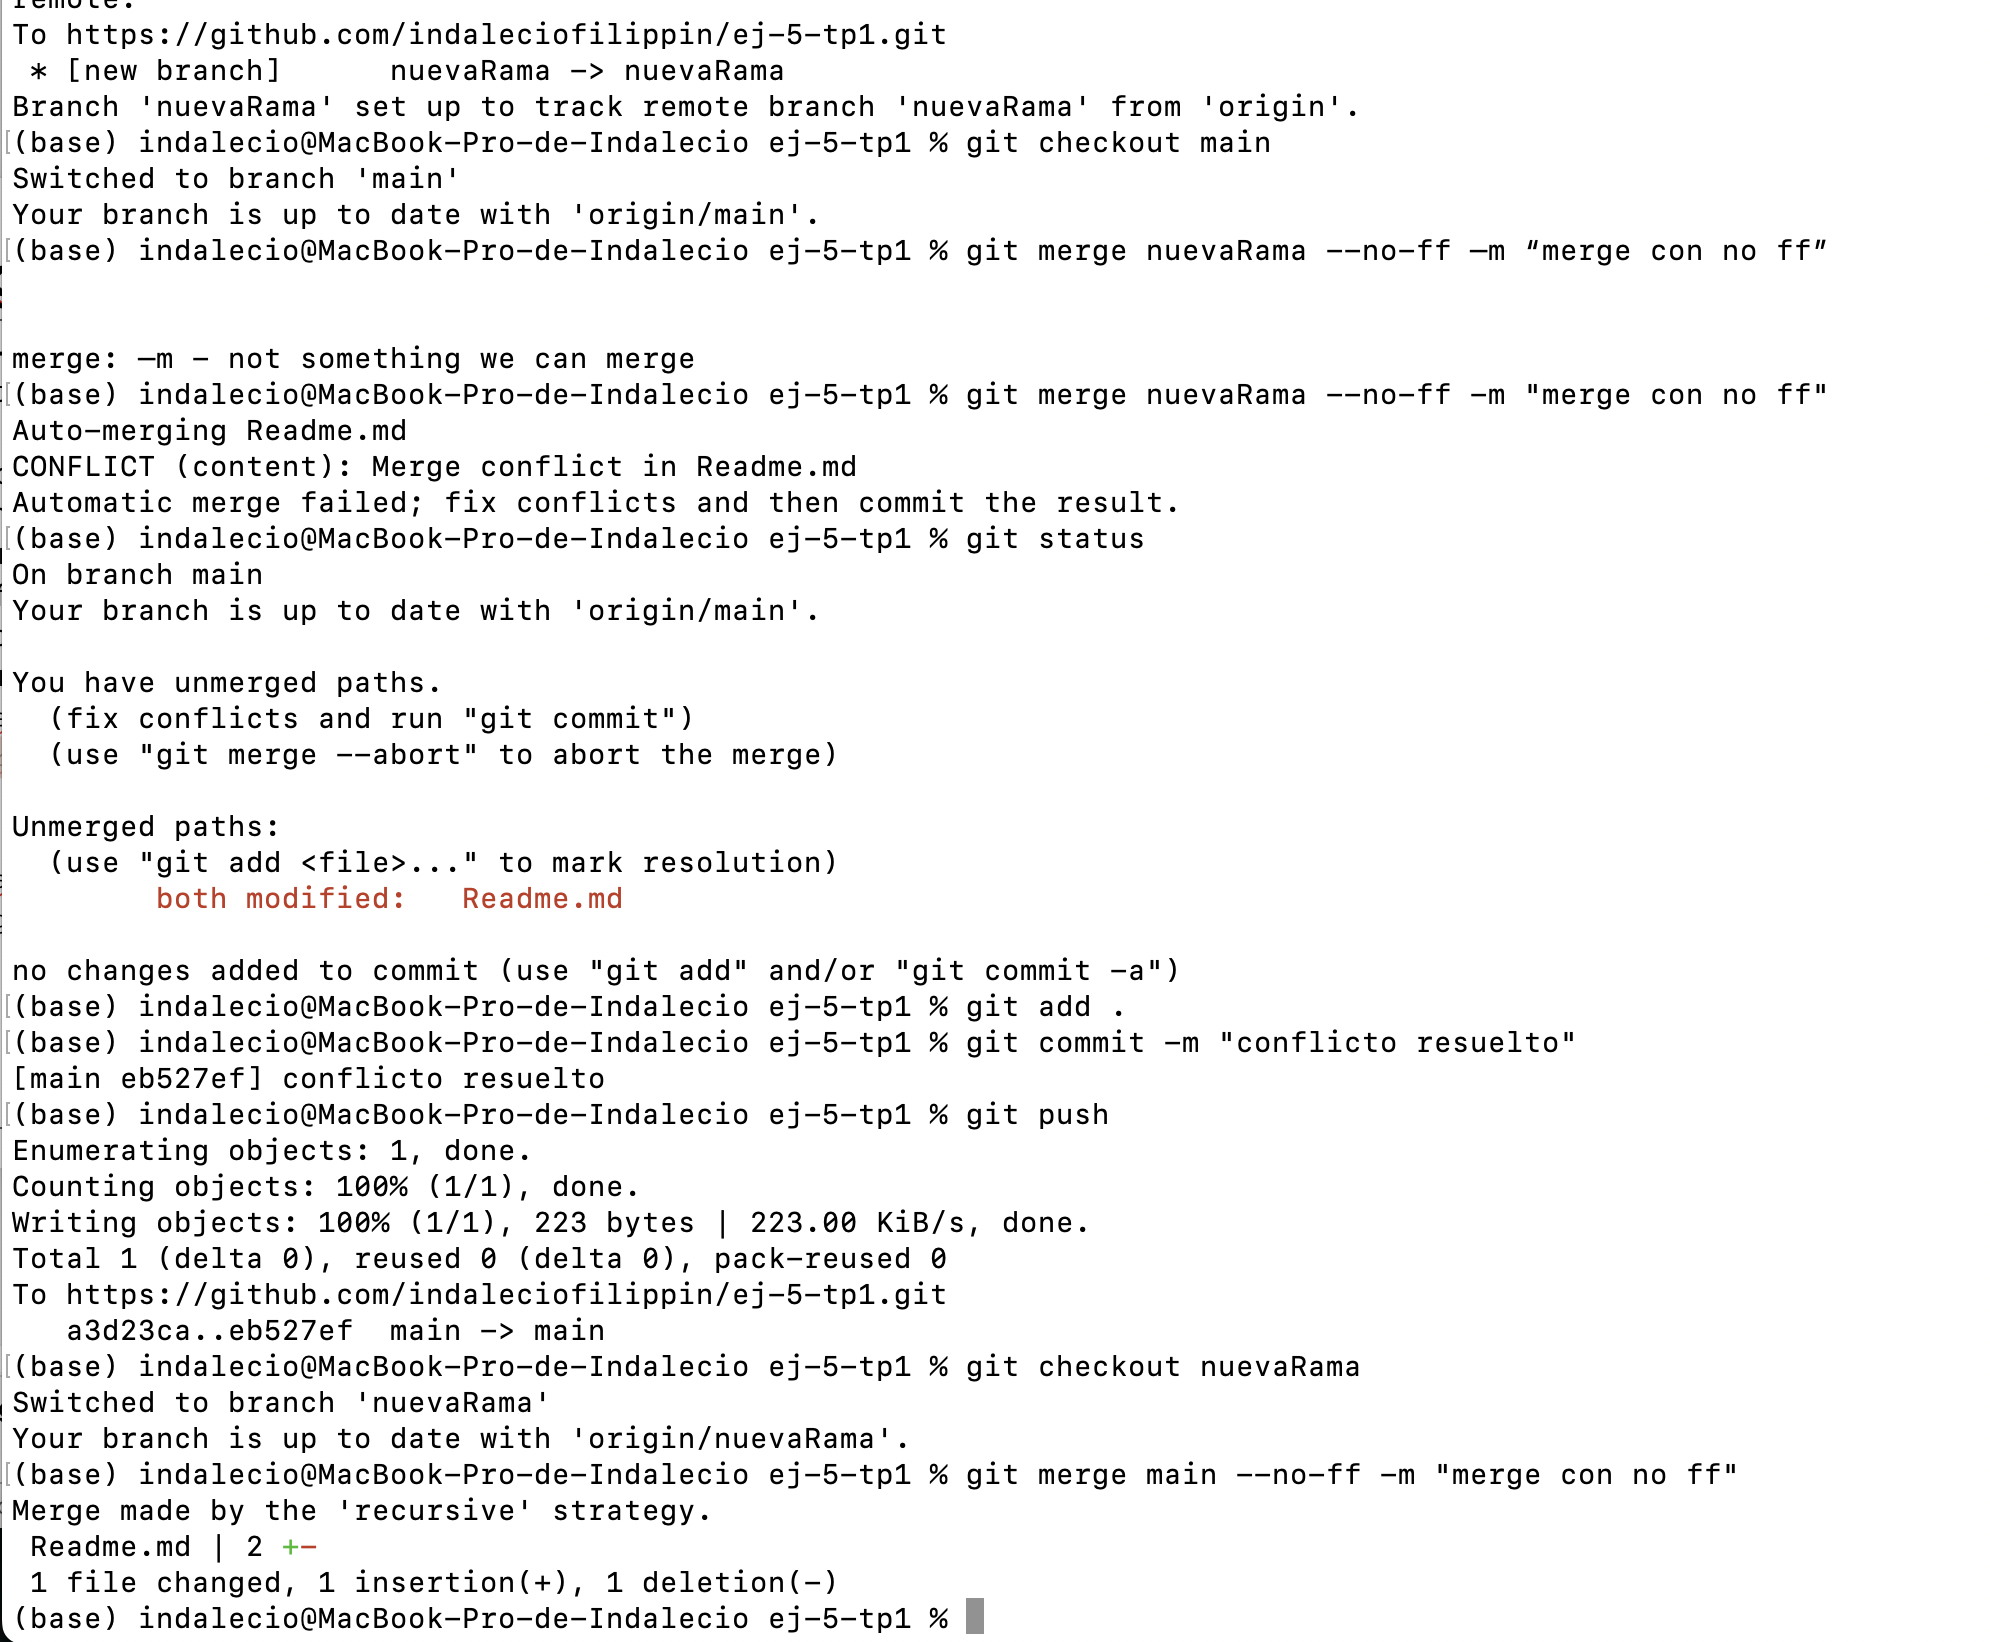 remote:
To https://github.com/indaleciofilippin/ej-5-tp1.git
 * [new branch]      nuevaRama -> nuevaRama
Branch 'nuevaRama' set up to track remote branch 'nuevaRama' from 'origin'.
(base) indalecio@MacBook-Pro-de-Indalecio ej-5-tp1 % git checkout main
Switched to branch 'main'
Your branch is up to date with 'origin/main'.
(base) indalecio@MacBook-Pro-de-Indalecio ej-5-tp1 % git merge nuevaRama --no-ff —m “merge con no ff”
merge: —m - not something we can merge
(base) indalecio@MacBook-Pro-de-Indalecio ej-5-tp1 % git merge nuevaRama --no-ff -m "merge con no ff"
Auto-merging Readme.md
CONFLICT (content): Merge conflict in Readme.md
Automatic merge failed; fix conflicts and then commit the result.
(base) indalecio@MacBook-Pro-de-Indalecio ej-5-tp1 % git status
On branch main
Your branch is up to date with 'origin/main'.
You have unmerged paths.
  (fix conflicts and run "git commit")
  (use "git merge --abort" to abort the merge)
Unmerged paths:
  (use "git add <file>..." to mark resolution)
        both modified:   Readme.md
no changes added to commit (use "git add" and/or "git commit -a")
(base) indalecio@MacBook-Pro-de-Indalecio ej-5-tp1 % git add .
(base) indalecio@MacBook-Pro-de-Indalecio ej-5-tp1 % git commit -m "conflicto resuelto"
[main eb527ef] conflicto resuelto
(base) indalecio@MacBook-Pro-de-Indalecio ej-5-tp1 % git push
Enumerating objects: 1, done.
Counting objects: 100% (1/1), done.
Writing objects: 100% (1/1), 223 bytes | 223.00 KiB/s, done.
Total 1 (delta 0), reused 0 (delta 0), pack-reused 0
To https://github.com/indaleciofilippin/ej-5-tp1.git
   a3d23ca..eb527ef  main -> main
(base) indalecio@MacBook-Pro-de-Indalecio ej-5-tp1 % git checkout nuevaRama
Switched to branch 'nuevaRama'
Your branch is up to date with 'origin/nuevaRama'.
(base) indalecio@MacBook-Pro-de-Indalecio ej-5-tp1 % git merge main --no-ff -m "merge con no ff"
Merge made by the 'recursive' strategy.
 Readme.md | 2 +-
 1 file changed, 1 insertion(+), 1 deletion(-)
(base) indalecio@MacBook-Pro-de-Indalecio ej-5-tp1 %